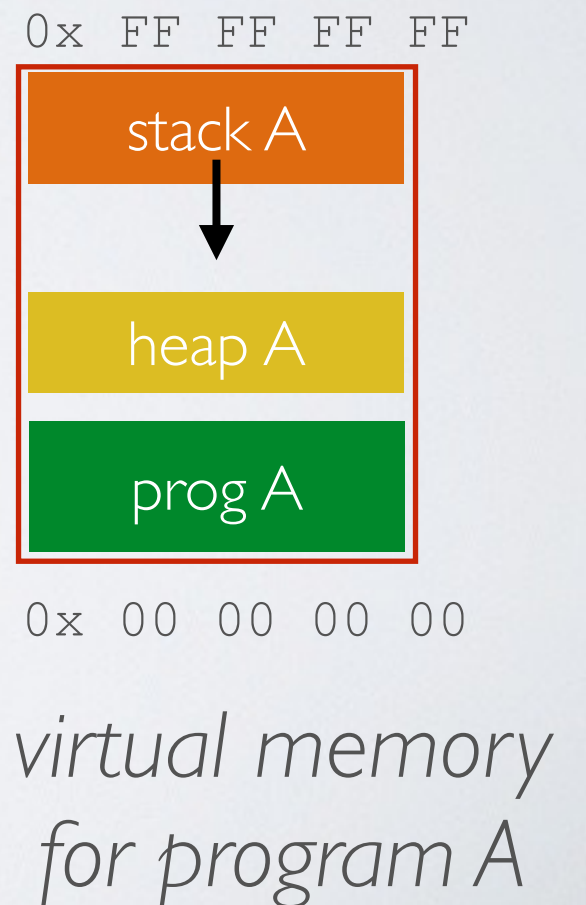 0x FF FF FF FF
stack A
heap A
prog A
0x 00 00 00 00
virtual memory
for program A